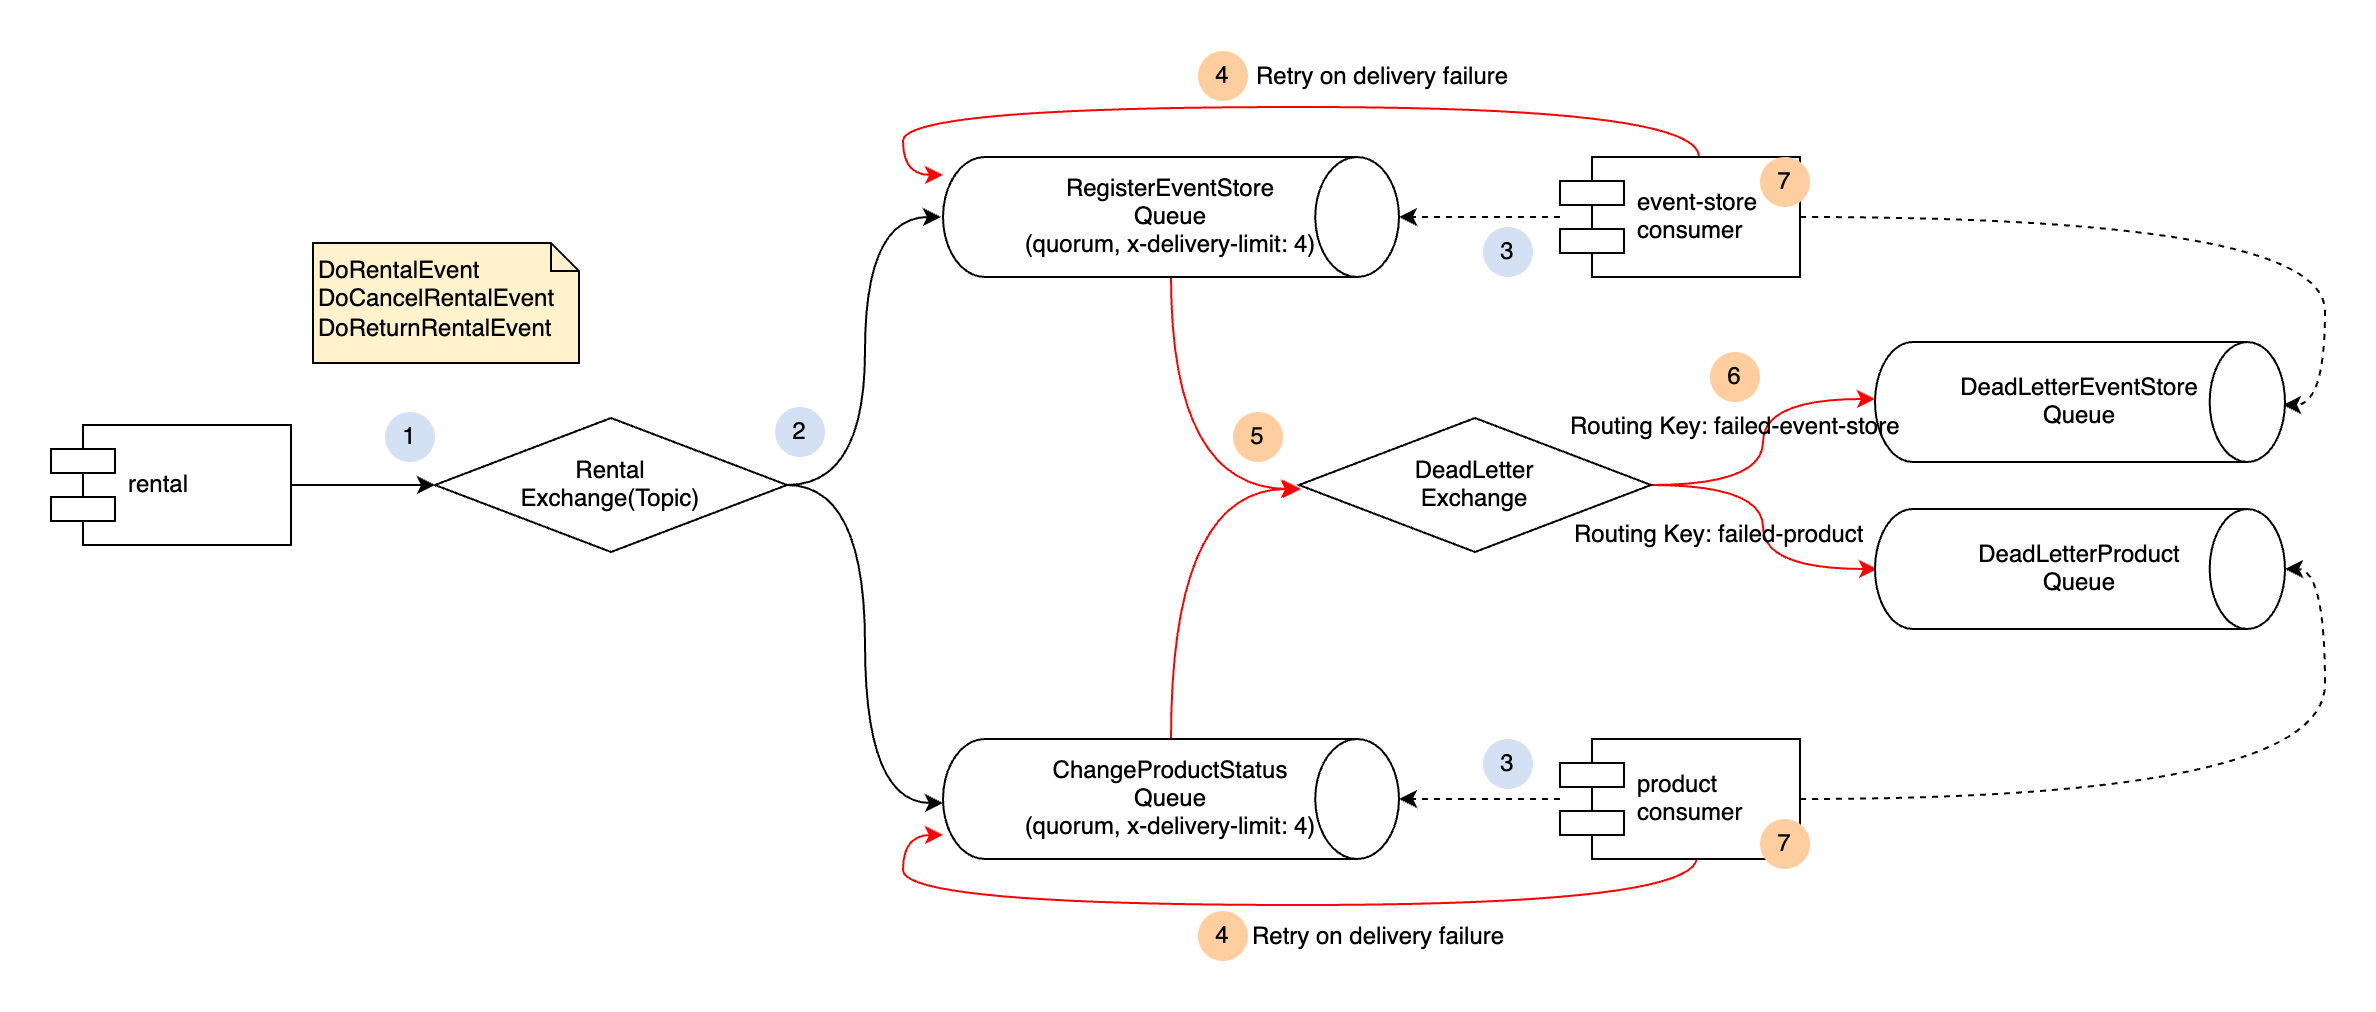 4
Retry on delivery failure
RegisterEventStore
Queue
(quorum, x-delivery-limit: 4)
7
event-store
consumer
3
DoRentalEvent
DoCancelRentalEvent
DoReturnRentalEvent
1
2
rental
Rental
Exchange(Topic)
5
DeadLetter
Exchange
6
Routing Key: failed-event-store
DeadLetterEventStore
Queue
Routing Key: failed-product
DeadLetterProduct
Queue
ChangeProductStatus
Queue
(quorum, x-delivery-limit: 4)
3
product
consumer
7
4
Retry on delivery failure